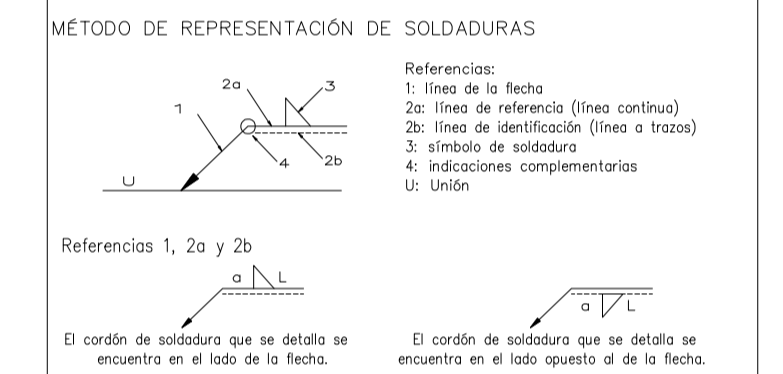 MÉTODO DE REPRESENTACIÓN DE SOLDADURAS
2a
3
1
4
2b
U
Referencias:
1: línea de la flecha
2a: línea de referencia (línea continua)
2b: línea de identificación (línea a trazos)
3: símbolo de soldadura
4: indicaciones complementarias
U: Unión
Referencias 1, 2a y 2b
a L
El cordón de soldadura que se detalla se
encuentra en el lado de la flecha.
a L
El cordón de soldadura que se detalla se
encuentra en el lado opuesto al de la flecha.